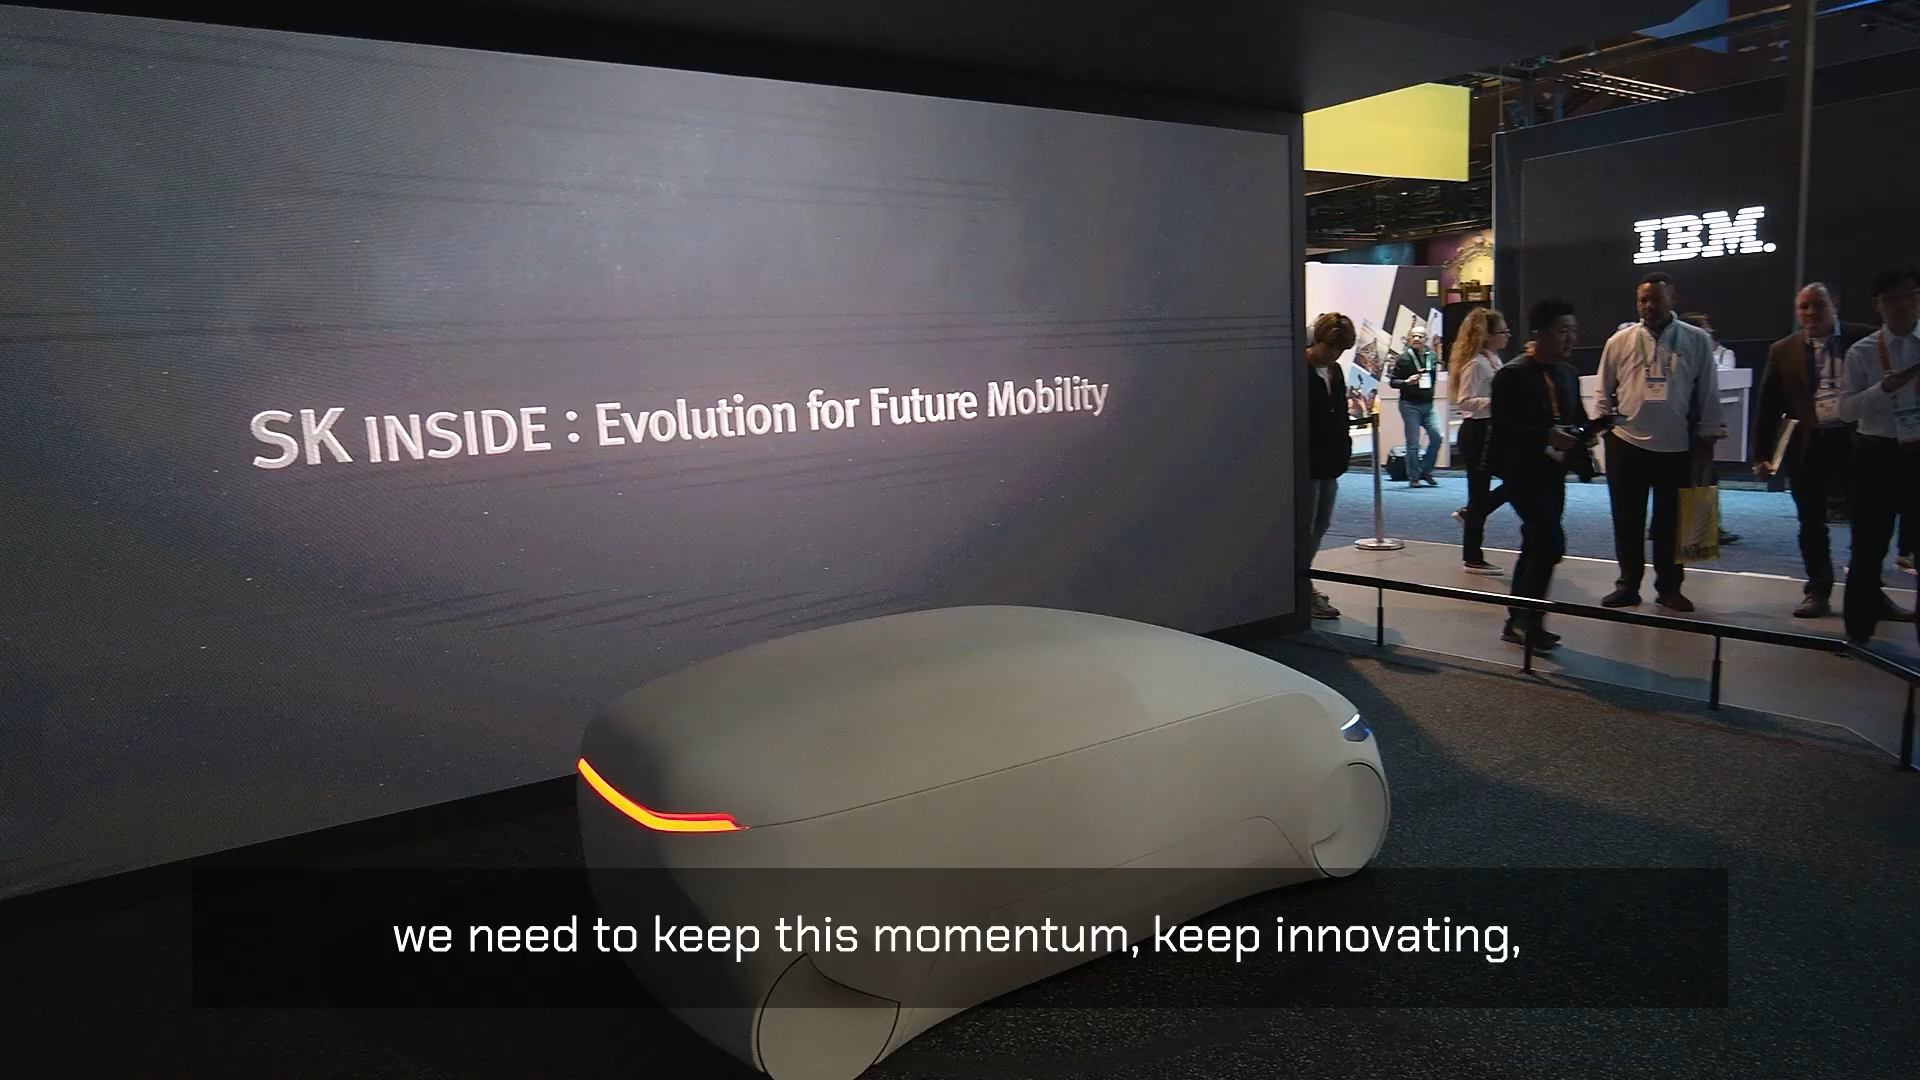 SK INSIDE : Evolution for Future Mobility
IBM.
we need to keep this momentum, keep innovating,